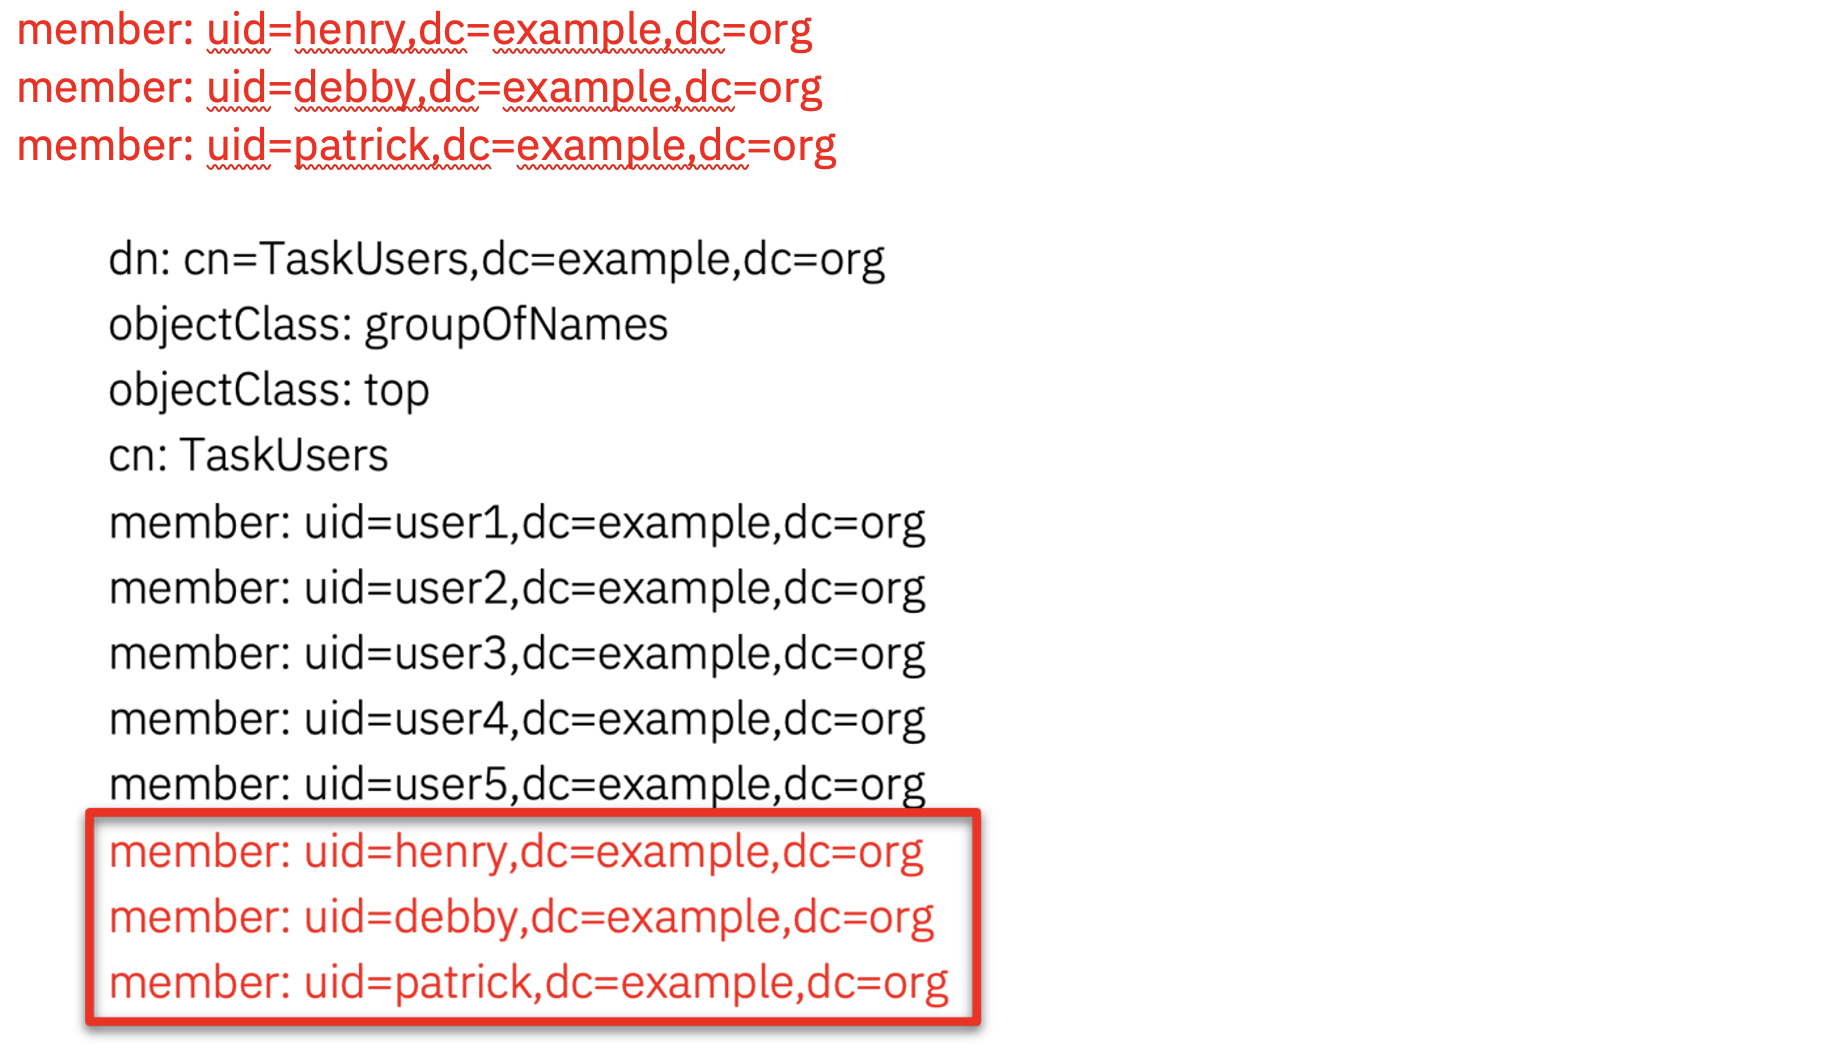 member: uid=henry,dc=example,dc=org
member: uid=debby,dc=example,dc=org
member: uid=patrick,dc=example,dc=org
dn: cn=TaskUsers,dc=example,dc=org
objectClass: groupOfNames
objectClass: top
cn: TaskUsers
member: uid=user1,dc=example,dc=org
member: uid=user2,dc=example,dc=org
member: uid=user3,dc=example,dc=org
member: uid=user4,dc=example,dc=org
member: uid=user5,dc=example,dc=org
member: uid=henry,dc=example,dc=org
member: uid=debby,dc=example,dc=org
member: uid=patrick,dc=example,dc=org